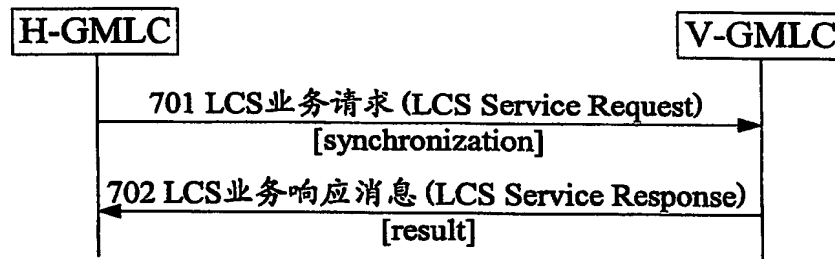 H-GMLC
V-GMLC
701 LCS业务请求 (LCS Service Request)
[synchronization]
702 LCS业务响应消息 (LCS Service Response)
[result]